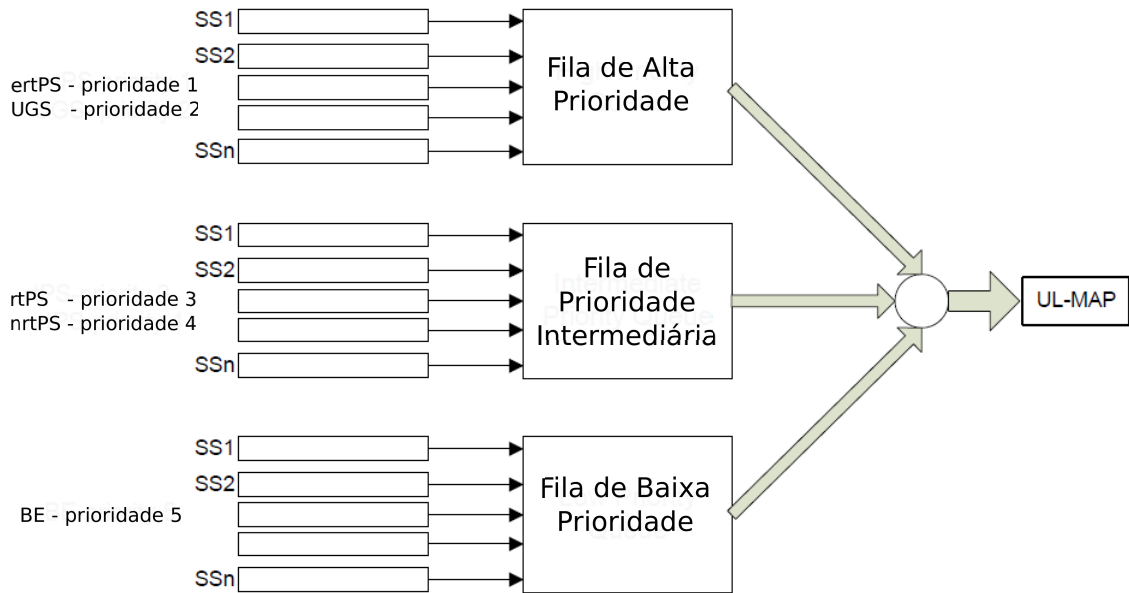 SS1
SS2
ertPS - prioridade 1
UGS - prioridade 2
SSn
Fila de Alta
Prioridade
SS1
SS2
rtPS - prioridade 3
nrtPS - prioridade 4
SSn
Fila de
Prioridade
Intermediária
UL-MAP
SS1
SS2
BE - prioridade 5
SSn
Fila de Baixa
Prioridade